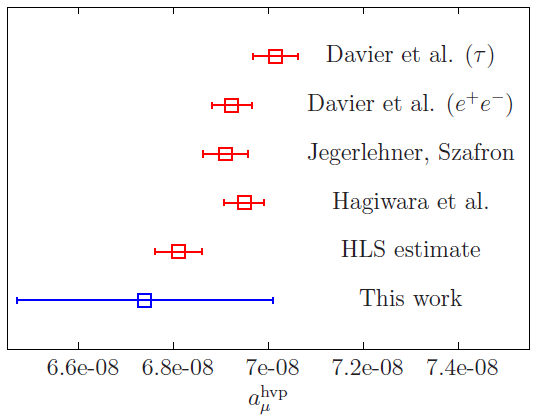 Davier et al. (τ)
Davier et al. (e⁺e⁻)
Jegerlehner, Szafron
Hagiwara et al.
HLS estimate
This work
6.6e-08 6.8e-08 7e-08 7.2e-08 7.4e-08
a_μ^hvp